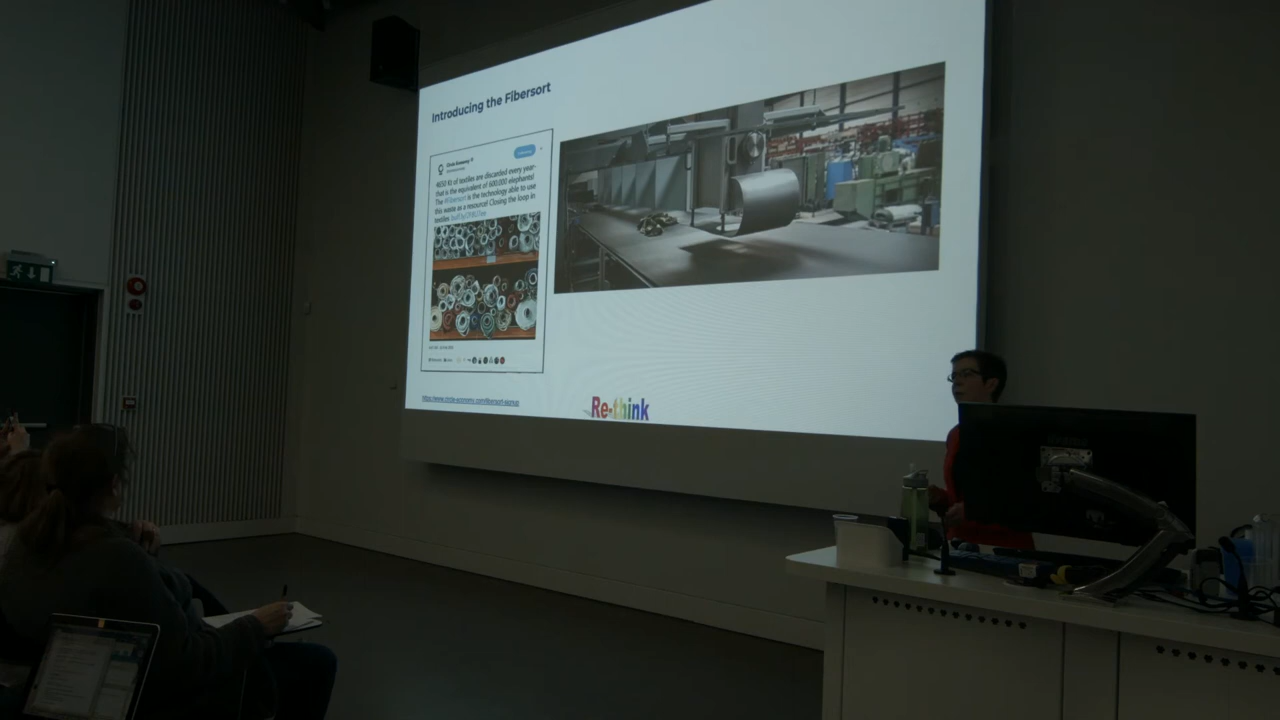 Introducing the Fibersort
4650 Kt of textiles are discarded every year-
that is the equivalent of 600.000 elephants!
The @Fibersort is the technology able to use
this waste as a resource! Closing the loop in
textiles
Re-think